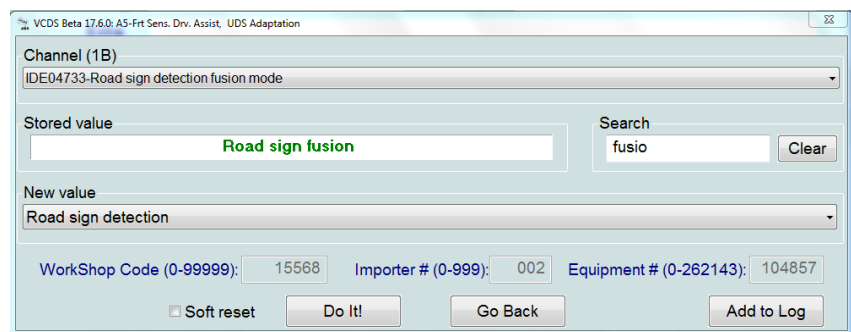 VCDS Beta 17.6.0: A5-Frt Sens. Drv. Assist, UDS Adaptation
Channel (1B)
IDE04733-Road sign detection fusion mode
Stored value
Road sign fusion
Search
fusio
Clear
New value
Road sign detection
WorkShop Code (0-99999): 15568 Importer # (0-999): 002 Equipment # (0-262143): 104857
Soft reset Do It! Go Back Add to Log